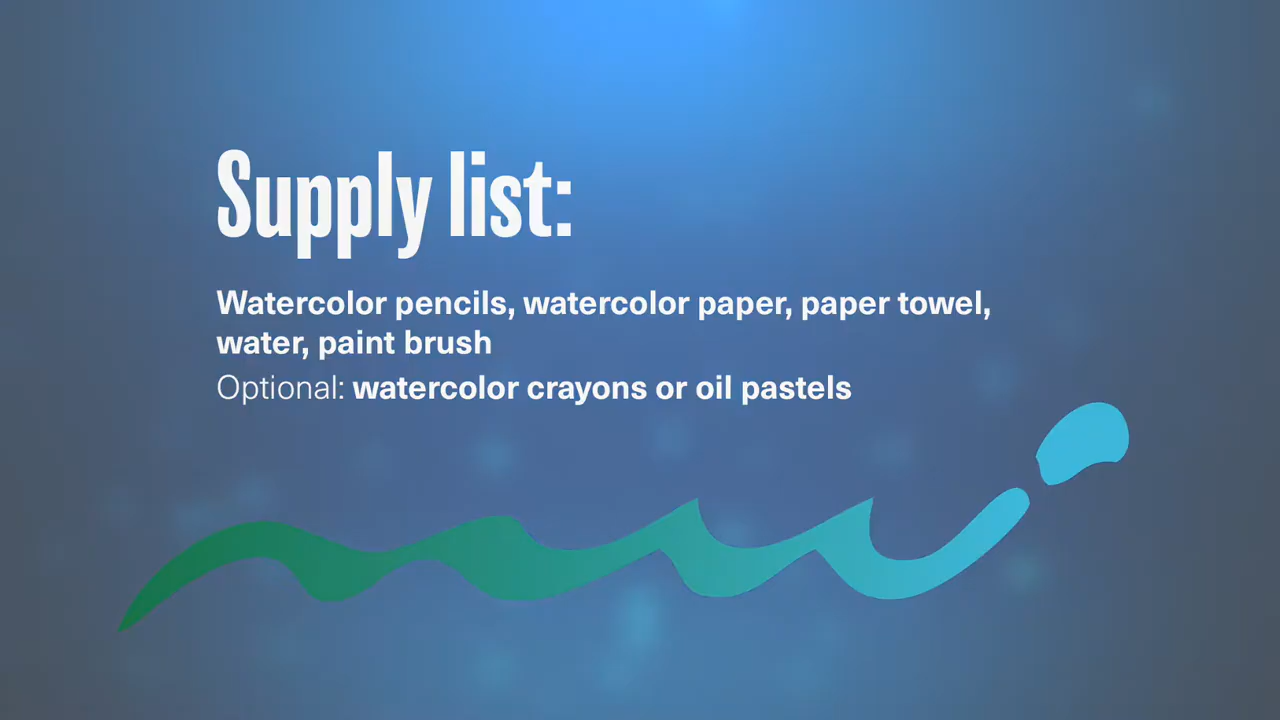 Supply list:
Watercolor pencils, watercolor paper, paper towel,
water, paint brush
Optional: watercolor crayons or oil pastels